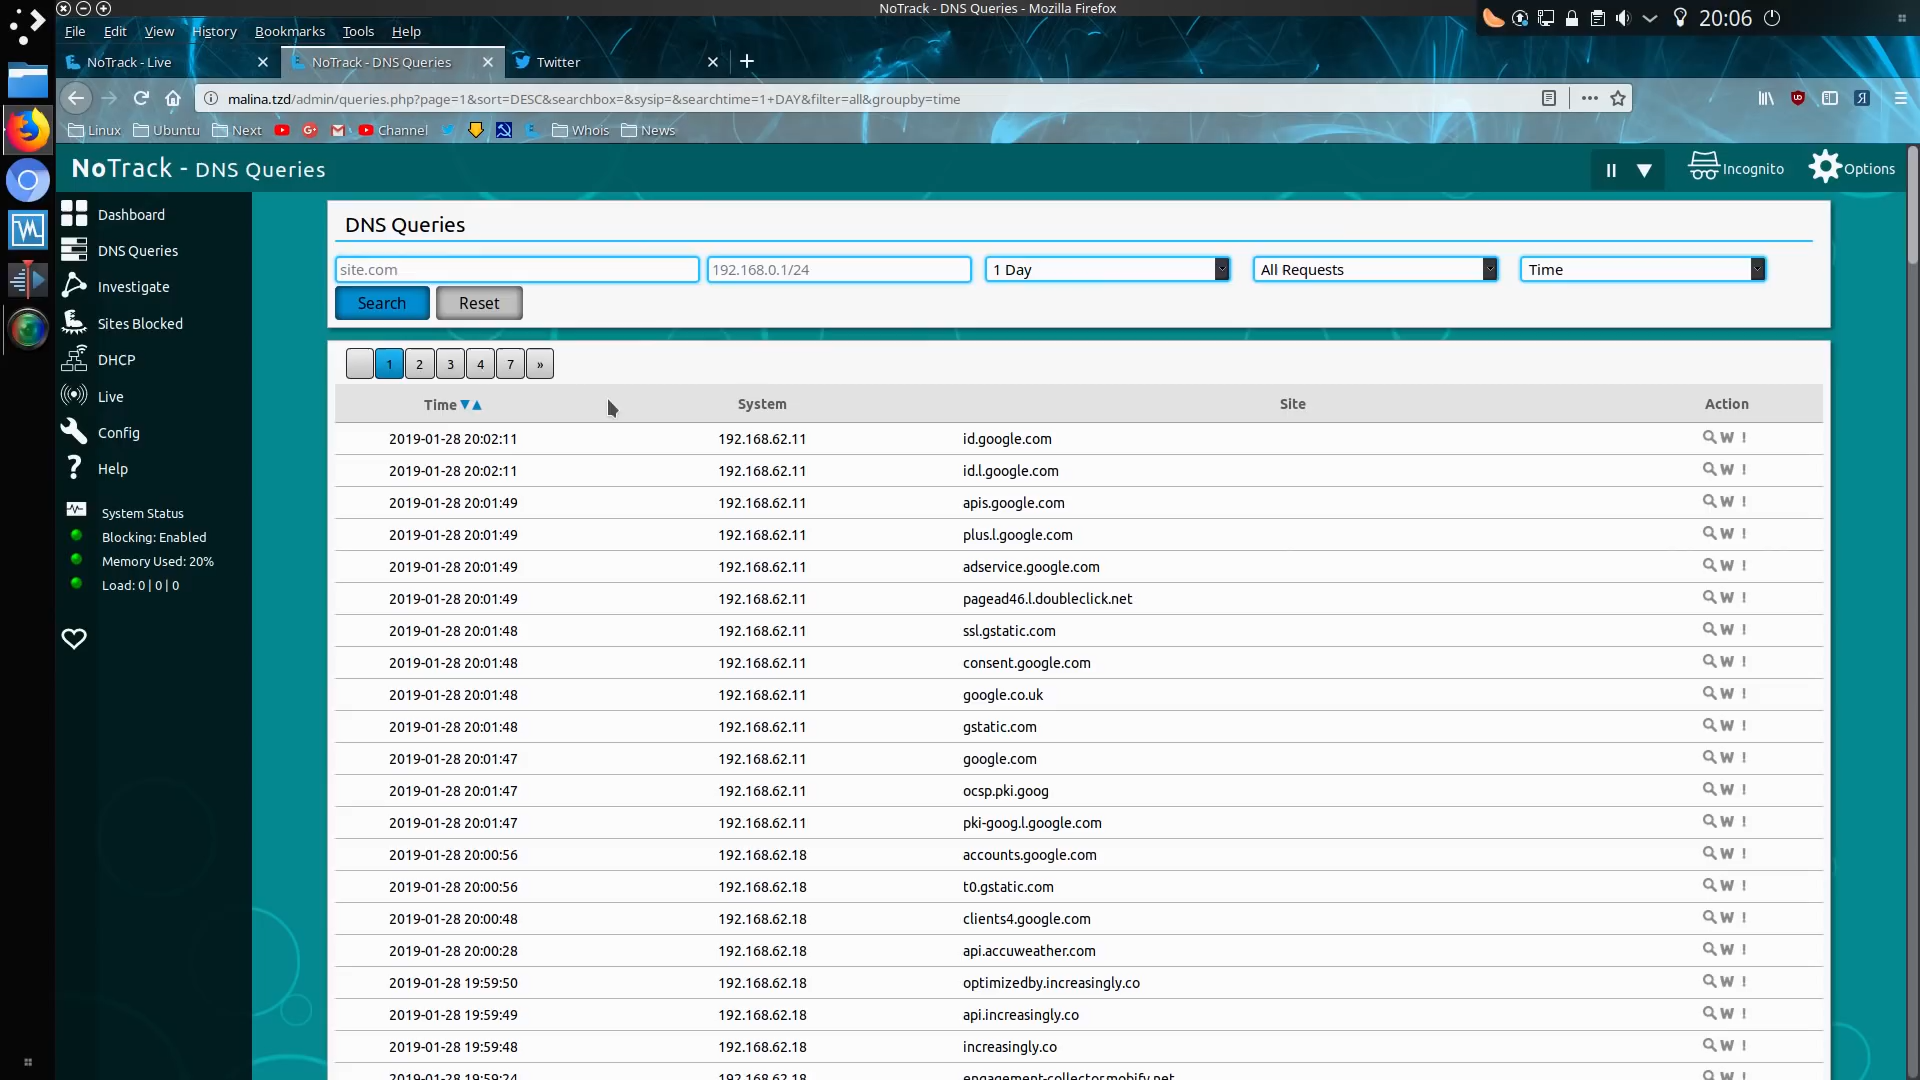 NoTrack - DNS Queries - Mozilla Firefox
20:06
File Edit View History Bookmarks Tools Help
NoTrack - Live
NoTrack - DNS Queries
Twitter
malina.tzd/admin/queries.php?page=1&sort=DESC&searchbox=&sysip=&searchtime=1+DAY&filter=all&groupby=time
Linux Ubuntu Next Channel Whois News
NoTrack - DNS Queries
Incognito
Options
Dashboard
DNS Queries
Investigate
Sites Blocked
DHCP
Live
Config
Help
System Status
Blocking: Enabled
Memory Used: 20%
Load: 0 | 0 | 0
DNS Queries
site.com 192.168.0.1/24 1 Day All Requests Time
Search Reset
1 2 3 4 7 »
Time▼▲ System Site Action
2019-01-28 20:02:11 192.168.62.11 id.google.com W !
2019-01-28 20:02:11 192.168.62.11 id.l.google.com W !
2019-01-28 20:01:49 192.168.62.11 apis.google.com W !
2019-01-28 20:01:49 192.168.62.11 plus.l.google.com W !
2019-01-28 20:01:49 192.168.62.11 adservice.google.com W !
2019-01-28 20:01:49 192.168.62.11 pagead46.l.doubleclick.net W !
2019-01-28 20:01:48 192.168.62.11 ssl.gstatic.com W !
2019-01-28 20:01:48 192.168.62.11 consent.google.com W !
2019-01-28 20:01:48 192.168.62.11 google.co.uk W !
2019-01-28 20:01:48 192.168.62.11 gstatic.com W !
2019-01-28 20:01:47 192.168.62.11 google.com W !
2019-01-28 20:01:47 192.168.62.11 ocsp.pki.goog W !
2019-01-28 20:01:47 192.168.62.11 pki-goog.l.google.com W !
2019-01-28 20:00:56 192.168.62.18 accounts.google.com W !
2019-01-28 20:00:56 192.168.62.18 t0.gstatic.com W !
2019-01-28 20:00:48 192.168.62.18 clients4.google.com W !
2019-01-28 20:00:28 192.168.62.18 api.accuweather.com W !
2019-01-28 19:59:50 192.168.62.18 optimizedby.increasingly.co W !
2019-01-28 19:59:49 192.168.62.18 api.increasingly.co W !
2019-01-28 19:59:48 192.168.62.18 increasingly.co W !
2019-01-28 19:59:24 192.168.62.18 engagement-collector.mobify.net W !